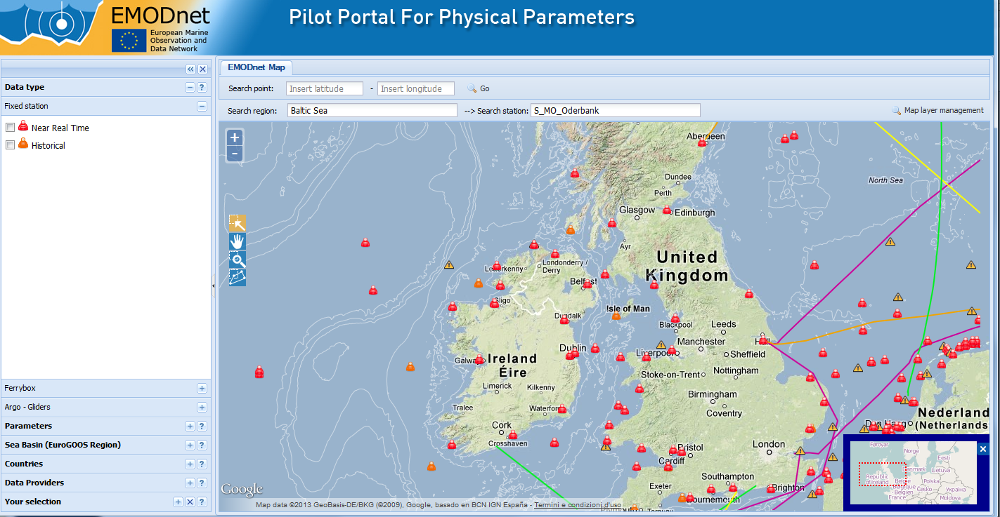 EMODnet
European Marine
Observation and
Data Network
Pilot Portal For Physical Parameters
Data type
Fixed station
Near Real Time
Historical
Ferrybox
Argo - Gliders
Parameters
Sea Basin (EuroGOOS Region)
Countries
Data Providers
Your selection
EMODnet Map
Search point: Insert latitude - Insert longitude Go
Search region: Baltic Sea --> Search station: S_MO_Oderbank Map layer management
Aberdeen
North Sea
Dundee
Perth
Glasgow
Edinburgh
Ayr
United
Kingdom
Letterkenny
Londonderry /
Derry
Belfast
Sligo
Isle of Man
Dundalk
Blackpool
Leeds
Hull
Manchester
Dublin
Liverpool
Sheffield
Galway
Ireland
Éire
Nottingham
Stoke-on-Trent
Limerick
Kilkenny
Birmingham
Coventry
Tralee
Waterford
Nederland
(Netherlands
Den Haag
Cork
Crosshaven
London
Bristol
Cardiff
Southampton
Exeter
Brighton
Bournemouth
Plymouth
Torquay
Google
Map data ©2013 GeoBasis-DE/BKG (©2009), Google, basado en BCN IGN España - Termini e condizioni d'uso
Føroyar
Norge
Eesti
Danmark
Lietuva
Republic
of Ireland
Polska
België
Belgique
- Belgien
Česko
Україна
France
Moldova